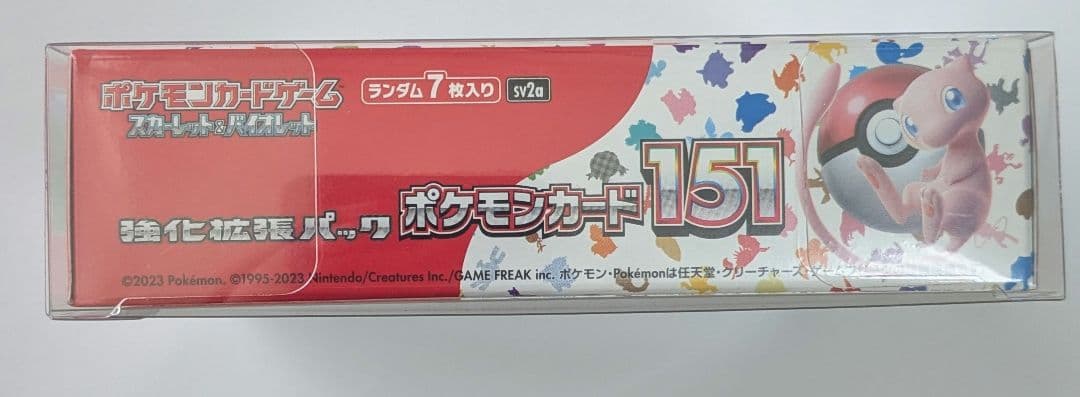 ポケモンカードゲーム
スカーレット&バイオレット
ランダム7枚入り sv2a
強化拡張パック ポケモンカード151
©2023 Pokémon. ©1995-2023 Nintendo/Creatures Inc./GAME FREAK inc. ポケモン・Pokémonは任天堂・クリーチャーズ・ゲームフ